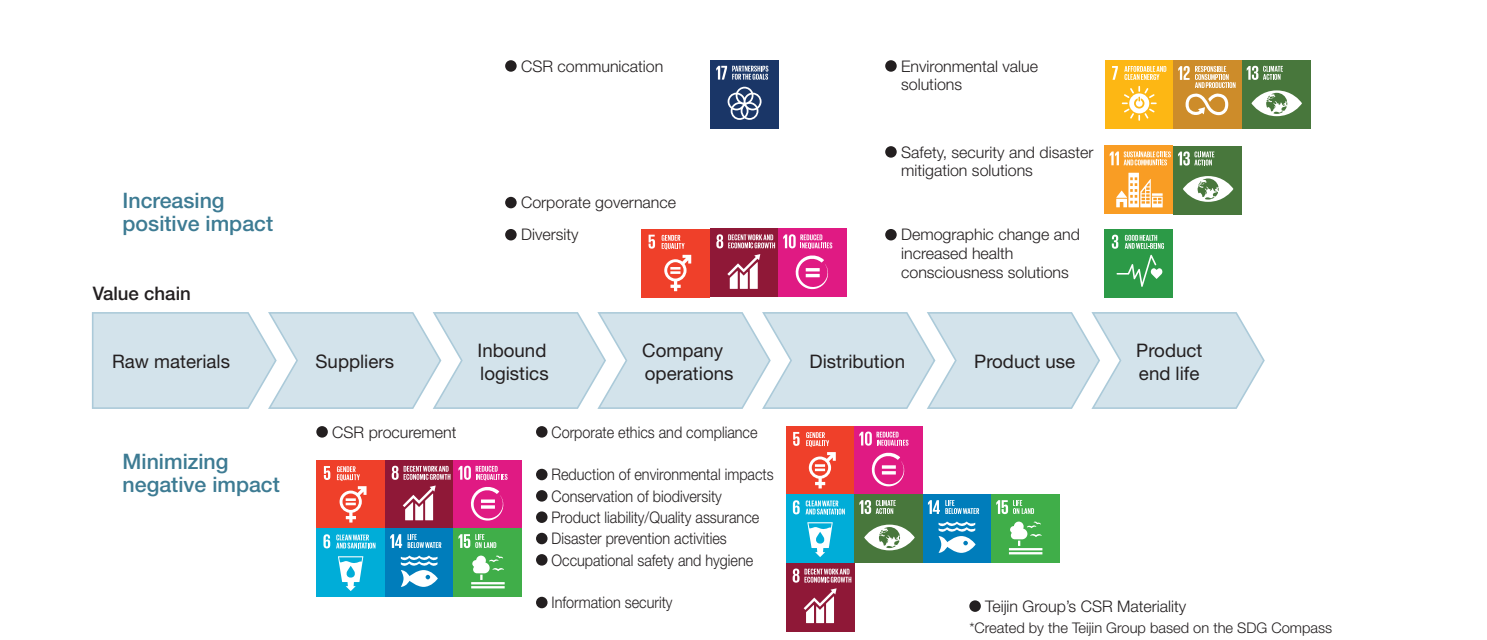 ● CSR communication
17 PARTNERSHIPS
FOR THE GOALS
● Environmental value
solutions
7 AFFORDABLE AND
CLEAN ENERGY
12 RESPONSIBLE
CONSUMPTION
AND PRODUCTION
13 CLIMATE
ACTION
● Safety, security and disaster
mitigation solutions
11 SUSTAINABLE CITIES
AND COMMUNITIES
13 CLIMATE
ACTION
Increasing
positive impact
● Corporate governance
● Diversity
5 GENDER
EQUALITY
8 DECENT WORK AND
ECONOMIC GROWTH
10 REDUCED
INEQUALITIES
● Demographic change and
increased health
consciousness solutions
3 GOOD HEALTH
AND WELL-BEING
Value chain
Raw materials
Suppliers
Inbound
logistics
Company
operations
Distribution
Product use
Product
end life
Minimizing
negative impact
● CSR procurement
5 GENDER
EQUALITY
8 DECENT WORK AND
ECONOMIC GROWTH
10 REDUCED
INEQUALITIES
6 CLEAN WATER
AND SANITATION
14 LIFE
BELOW WATER
15 LIFE
ON LAND
● Corporate ethics and compliance
● Reduction of environmental impacts
● Conservation of biodiversity
● Product liability/Quality assurance
● Disaster prevention activities
● Occupational safety and hygiene
● Information security
5 GENDER
EQUALITY
10 REDUCED
INEQUALITIES
6 CLEAN WATER
AND SANITATION
13 CLIMATE
ACTION
14 LIFE
BELOW WATER
15 LIFE
ON LAND
8 DECENT WORK AND
ECONOMIC GROWTH
● Teijin Group's CSR Materiality
*Created by the Teijin Group based on the SDG Compass